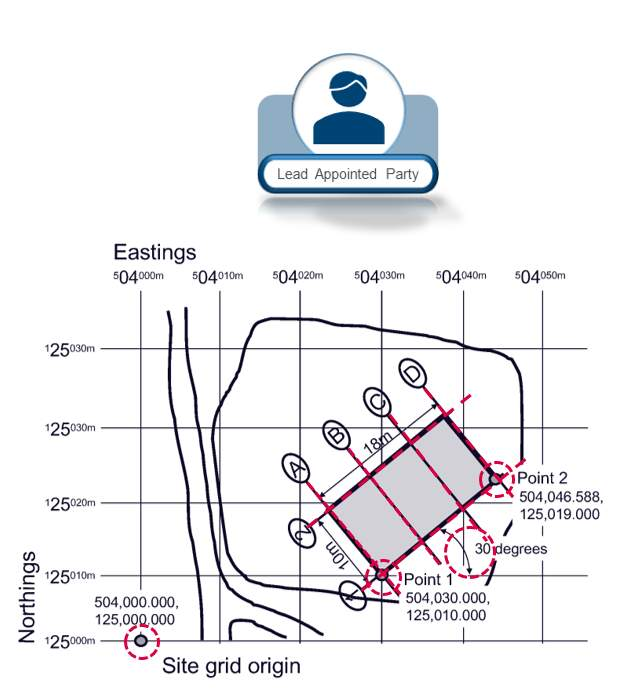 Lead Appointed Party
Eastings
504000m 504010m 504020m 504030m 504040m 504050m
125030m
D
C
B
18m
125030m
A
Point 2
504,046.588,
125,019.000
125020m
2
10m
30 degrees
125010m
Point 1
504,030.000,
125,010.000
1
504,000.000,
125,000.000
125000m
Northings
Site grid origin